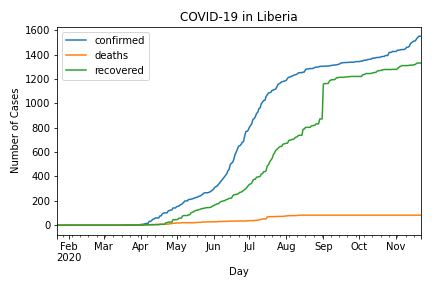 COVID-19 in Liberia
confirmed
deaths
recovered
Number of Cases
1600
1400
1200
1000
800
600
400
200
0
Feb Mar Apr May Jun Jul Aug Sep Oct Nov
2020
Day